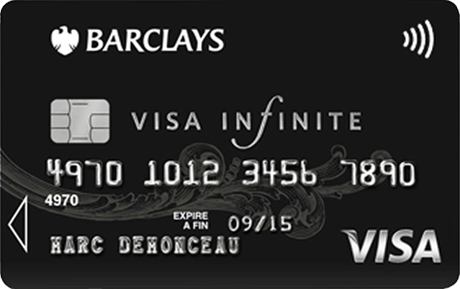 BARCLAYS
VISA INFINITE
4970 1012 3456 7890
4970
EXPIRE
A FIN 09/15
MARC DEMONCEAU
VISA